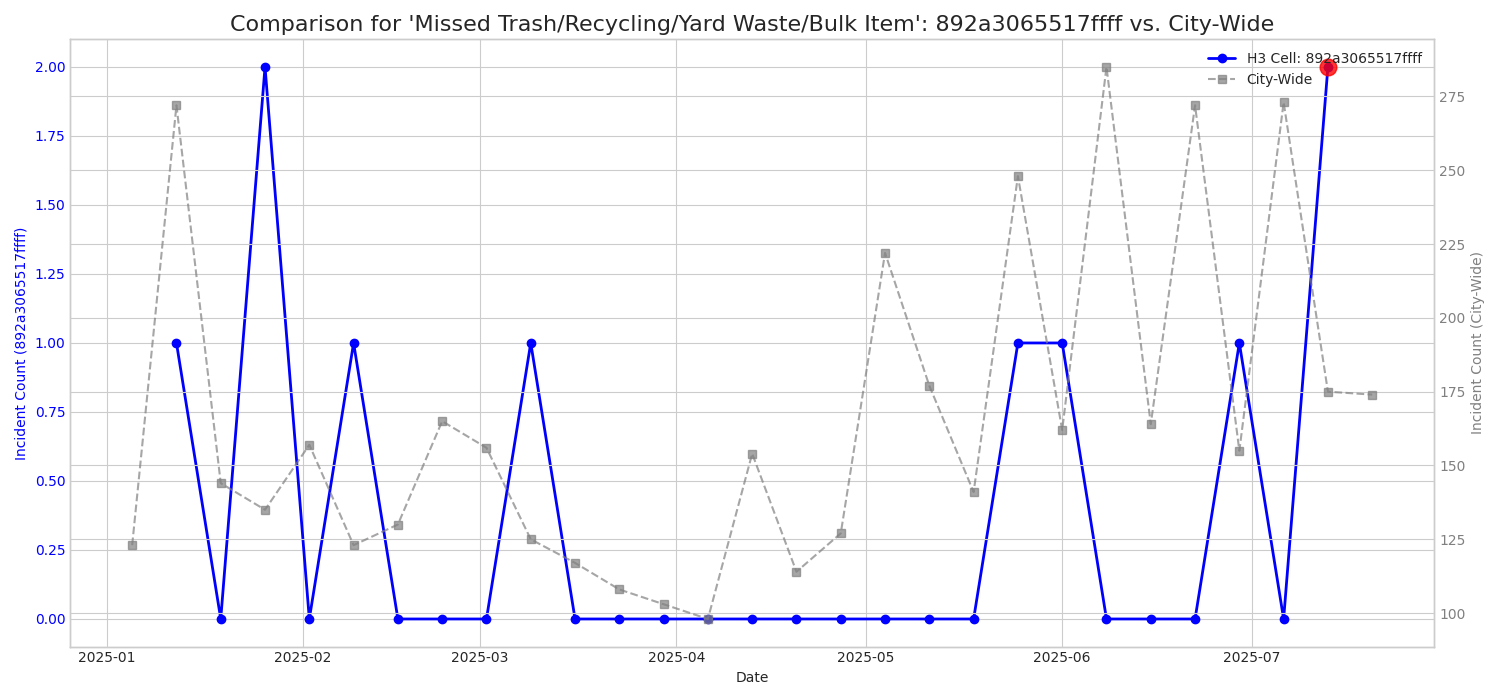 Comparison for 'Missed Trash/Recycling/Yard Waste/Bulk Item': 892a3065517ffff vs. City-Wide
H3 Cell: 892a3065517ffff
City-Wide
Incident Count (892a3065517ffff)
2.00
1.75
1.50
1.25
1.00
0.75
0.50
0.25
0.00
275
250
225
200
175
150
125
100
Incident Count (City-Wide)
2025-01 2025-02 2025-03 2025-04 2025-05 2025-06 2025-07
Date